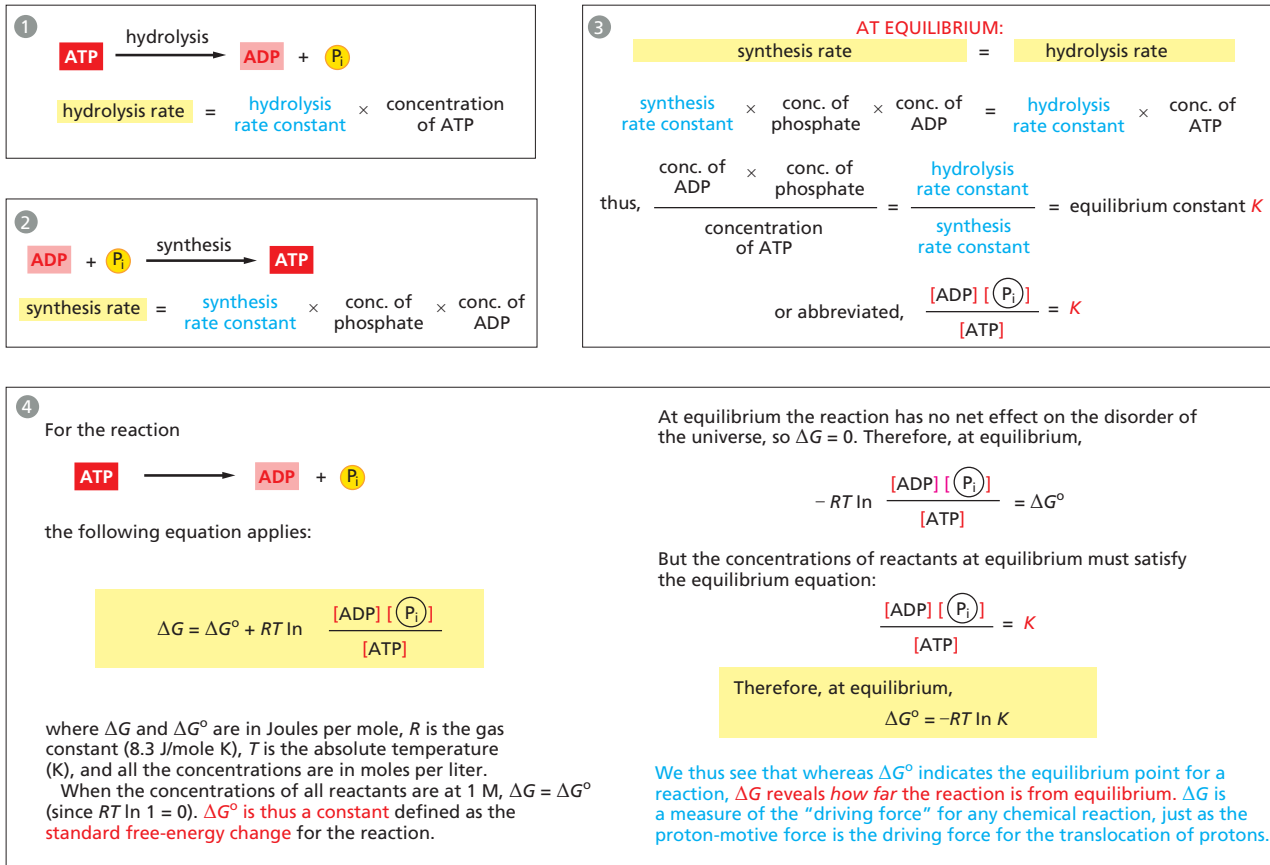 1
hydrolysis
ATP ⟶ ADP + Pi
hydrolysis rate = hydrolysis rate constant × concentration of ATP
2
synthesis
ADP + Pi ⟶ ATP
synthesis rate = synthesis rate constant × conc. of phosphate × conc. of ADP
3
AT EQUILIBRIUM:
synthesis rate = hydrolysis rate
synthesis rate constant × conc. of phosphate × conc. of ADP = hydrolysis rate constant × conc. of ATP
conc. of ADP × conc. of phosphate
hydrolysis rate constant
thus, = = equilibrium constant K
concentration of ATP
synthesis rate constant
[ADP] [Pi]
or abbreviated, = K
[ATP]
4
For the reaction
ATP ⟶ ADP + Pi
the following equation applies:
[ADP] [Pi]
ΔG = ΔG° + RT ln
[ATP]
where ΔG and ΔG° are in Joules per mole, R is the gas
constant (8.3 J/mole K), T is the absolute temperature
(K), and all the concentrations are in moles per liter.
When the concentrations of all reactants are at 1 M, ΔG = ΔG°
(since RT ln 1 = 0). ΔG° is thus a constant defined as the
standard free-energy change for the reaction.
At equilibrium the reaction has no net effect on the disorder of
the universe, so ΔG = 0. Therefore, at equilibrium,
[ADP] [Pi]
– RT ln = ΔG°
[ATP]
But the concentrations of reactants at equilibrium must satisfy
the equilibrium equation:
[ADP] [Pi]
= K
[ATP]
Therefore, at equilibrium,
ΔG° = –RT ln K
We thus see that whereas ΔG° indicates the equilibrium point for a
reaction, ΔG reveals how far the reaction is from equilibrium. ΔG is
a measure of the “driving force” for any chemical reaction, just as the
proton-motive force is the driving force for the translocation of protons.